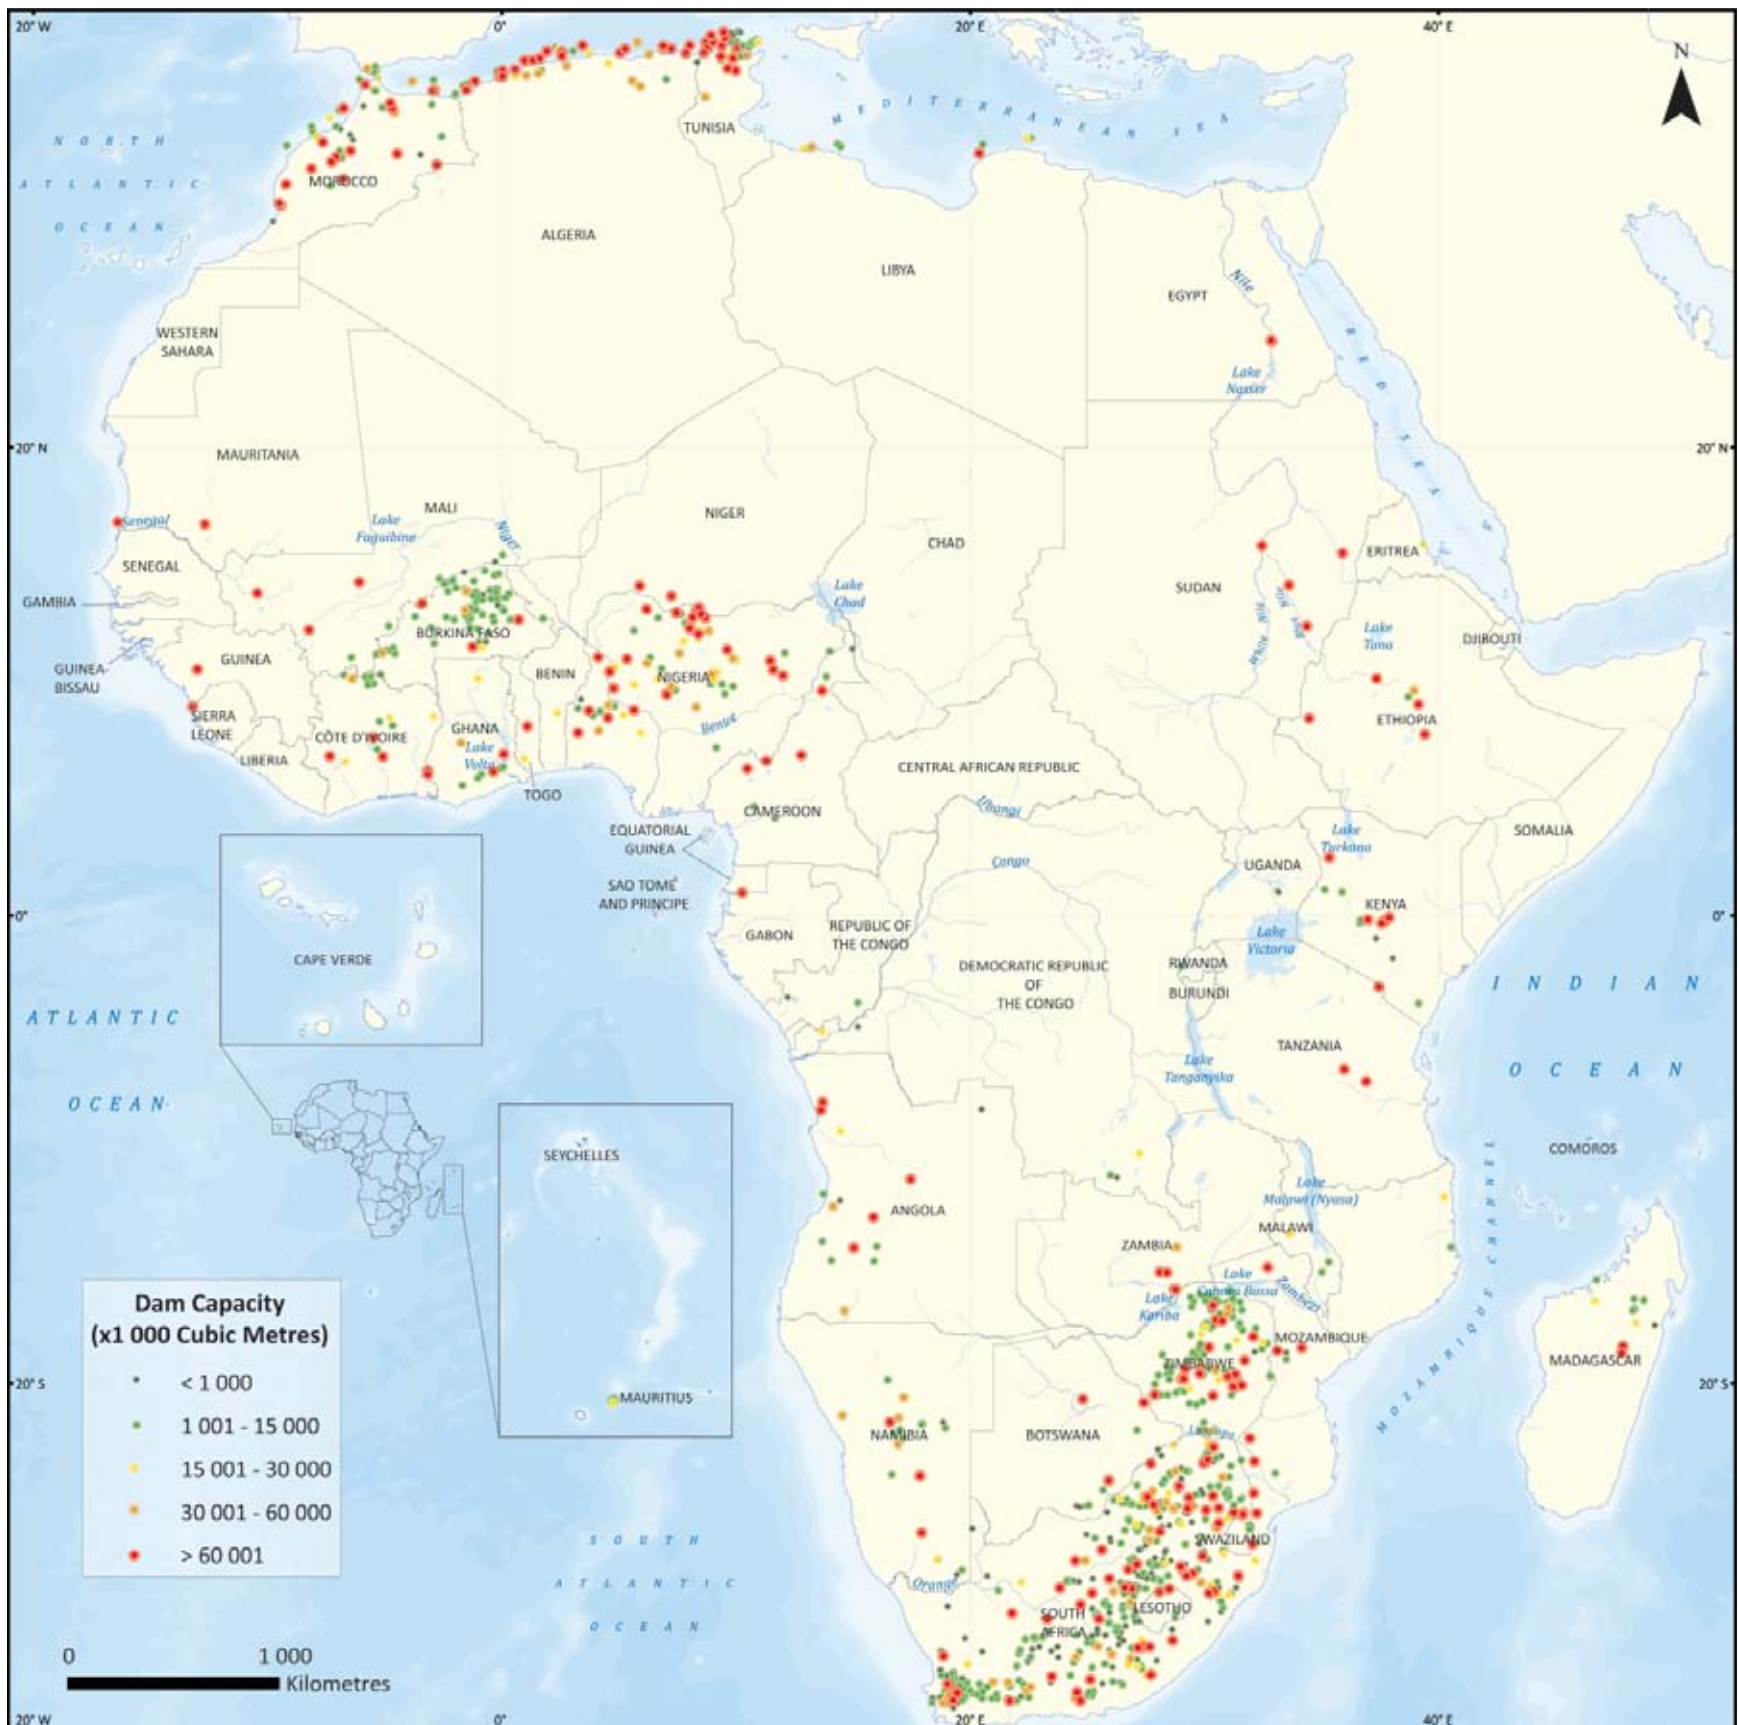 20° W
0°
20° E
40° E
N
MEDITERRANEAN SEA
NORTH
ATLANTIC
OCEAN
TUNISIA
MOROCCO
ALGERIA
LIBYA
EGYPT
Nile
Lake
Nasser
RED SEA
WESTERN
SAHARA
20° N
20° N
MAURITANIA
MALI
NIGER
CHAD
SUDAN
ERITREA
Senegal
Lake
Faguibine
Niger
SENEGAL
GAMBIA
Lake
Chad
White Nile
Blue Nile
Lake
Tana
DJIBOUTI
BURKINA FASO
GUINEA
GUINEA
BISSAU
BENIN
NIGERIA
Benue
ETHIOPIA
SIERRA
LEONE
CÔTE D'IVOIRE
GHANA
Lake
Volta
LIBERIA
TOGO
CENTRAL AFRICAN REPUBLIC
CAMEROON
Ubangi
SOMALIA
EQUATORIAL
GUINEA
Congo
UGANDA
Lake
Turkana
SAO TOME
AND PRINCIPE
KENYA
0°
0°
GABON
REPUBLIC OF
THE CONGO
Lake
Victoria
CAPE VERDE
DEMOCRATIC REPUBLIC
OF
THE CONGO
RWANDA
BURUNDI
INDIAN
OCEAN
ATLANTIC
OCEAN
TANZANIA
Lake
Tanganyika
SEYCHELLES
COMOROS
Lake
Malawi (Nyasa)
ANGOLA
MALAWI
ZAMBIA
Lake
Cahora Bassa
Zambezi
Lake
Kariba
MOZAMBIQUE
MOZAMBIQUE CHANNEL
ZIMBABWE
MADAGASCAR
20° S
20° S
MAURITIUS
NAMIBIA
BOTSWANA
Limpopo
SWAZILAND
Orange
LESOTHO
SOUTH
AFRICA
SOUTH
ATLANTIC
OCEAN
Dam Capacity
(x1 000 Cubic Metres)
< 1 000
1 001 - 15 000
15 001 - 30 000
30 001 - 60 000
> 60 001
0 1 000
Kilometres
20° W
0°
20° E
40° E